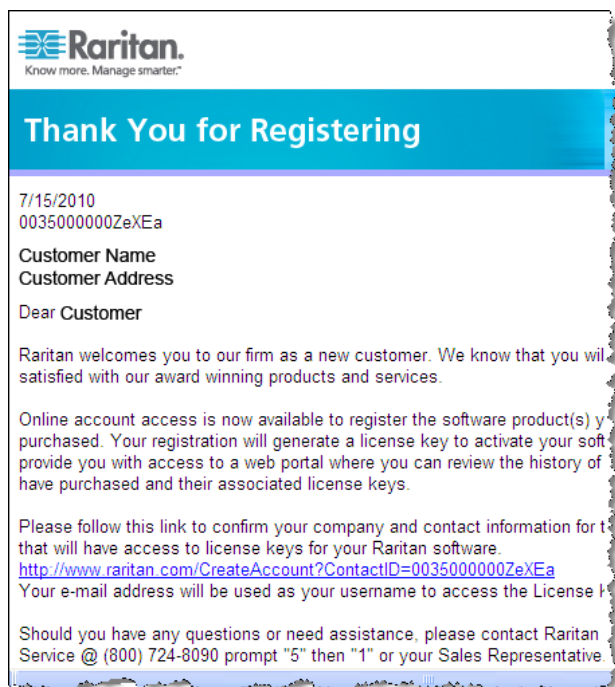 Raritan.
Know more. Manage smarter.™
Thank You for Registering
7/15/2010
0035000000ZeXEa
Customer Name
Customer Address
Dear Customer
Raritan welcomes you to our firm as a new customer. We know that you wil
satisfied with our award winning products and services.
Online account access is now available to register the software product(s) y
purchased. Your registration will generate a license key to activate your soft
provide you with access to a web portal where you can review the history of
have purchased and their associated license keys.
Please follow this link to confirm your company and contact information for t
that will have access to license keys for your Raritan software.
http://www.raritan.com/CreateAccount?ContactID=0035000000ZeXEa
Your e-mail address will be used as your username to access the License
Should you have any questions or need assistance, please contact Raritan
Service @ (800) 724-8090 prompt "5" then "1" or your Sales Representative.